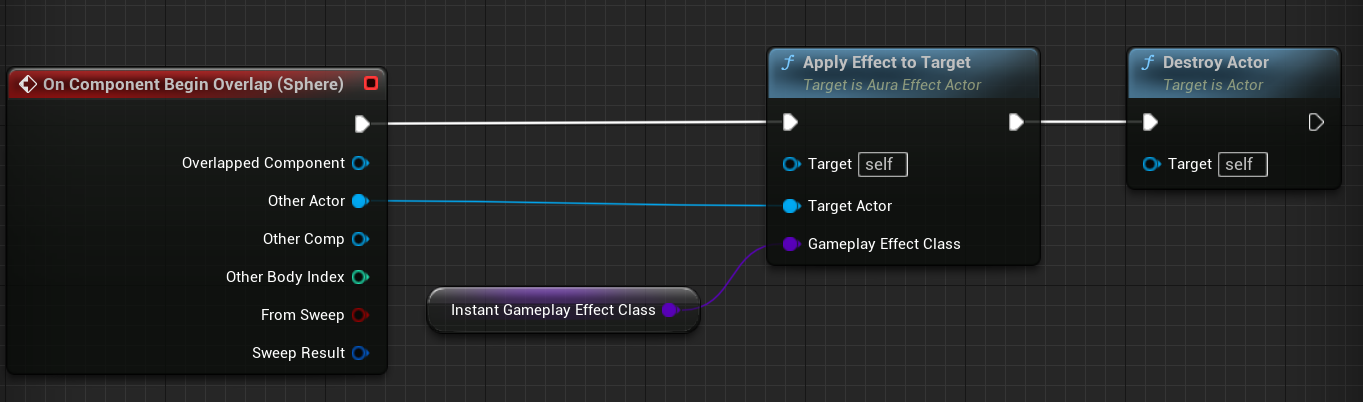 On Component Begin Overlap (Sphere)
Overlapped Component
Other Actor
Other Comp
Other Body Index
From Sweep
Sweep Result
Instant Gameplay Effect Class
f Apply Effect to Target
Target is Aura Effect Actor
Target self
Target Actor
Gameplay Effect Class
f Destroy Actor
Target is Actor
Target self